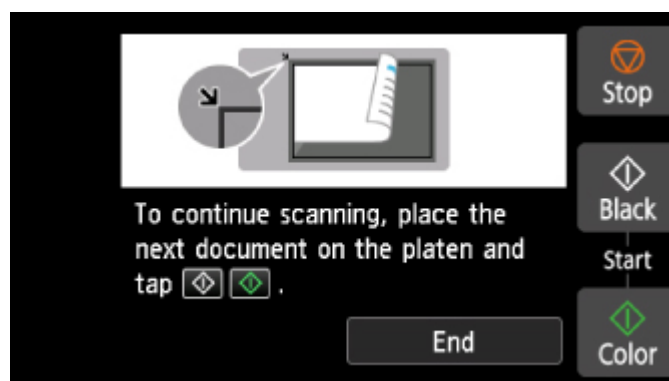 To continue scanning, place the
next document on the platen and
tap .
End
Stop
Black
Start
Color